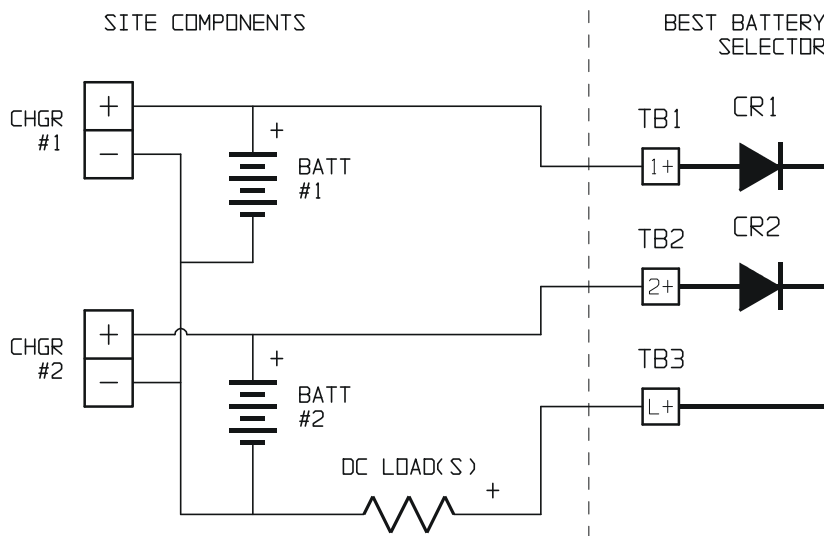 SITE COMPONENTS
BEST BATTERY
SELECTOR
CHGR
#1
+
−
+
BATT
#1
TB1
1+
CR1
TB2
2+
CR2
CHGR
#2
+
−
+
BATT
#2
TB3
L+
DC LOAD(S)
+